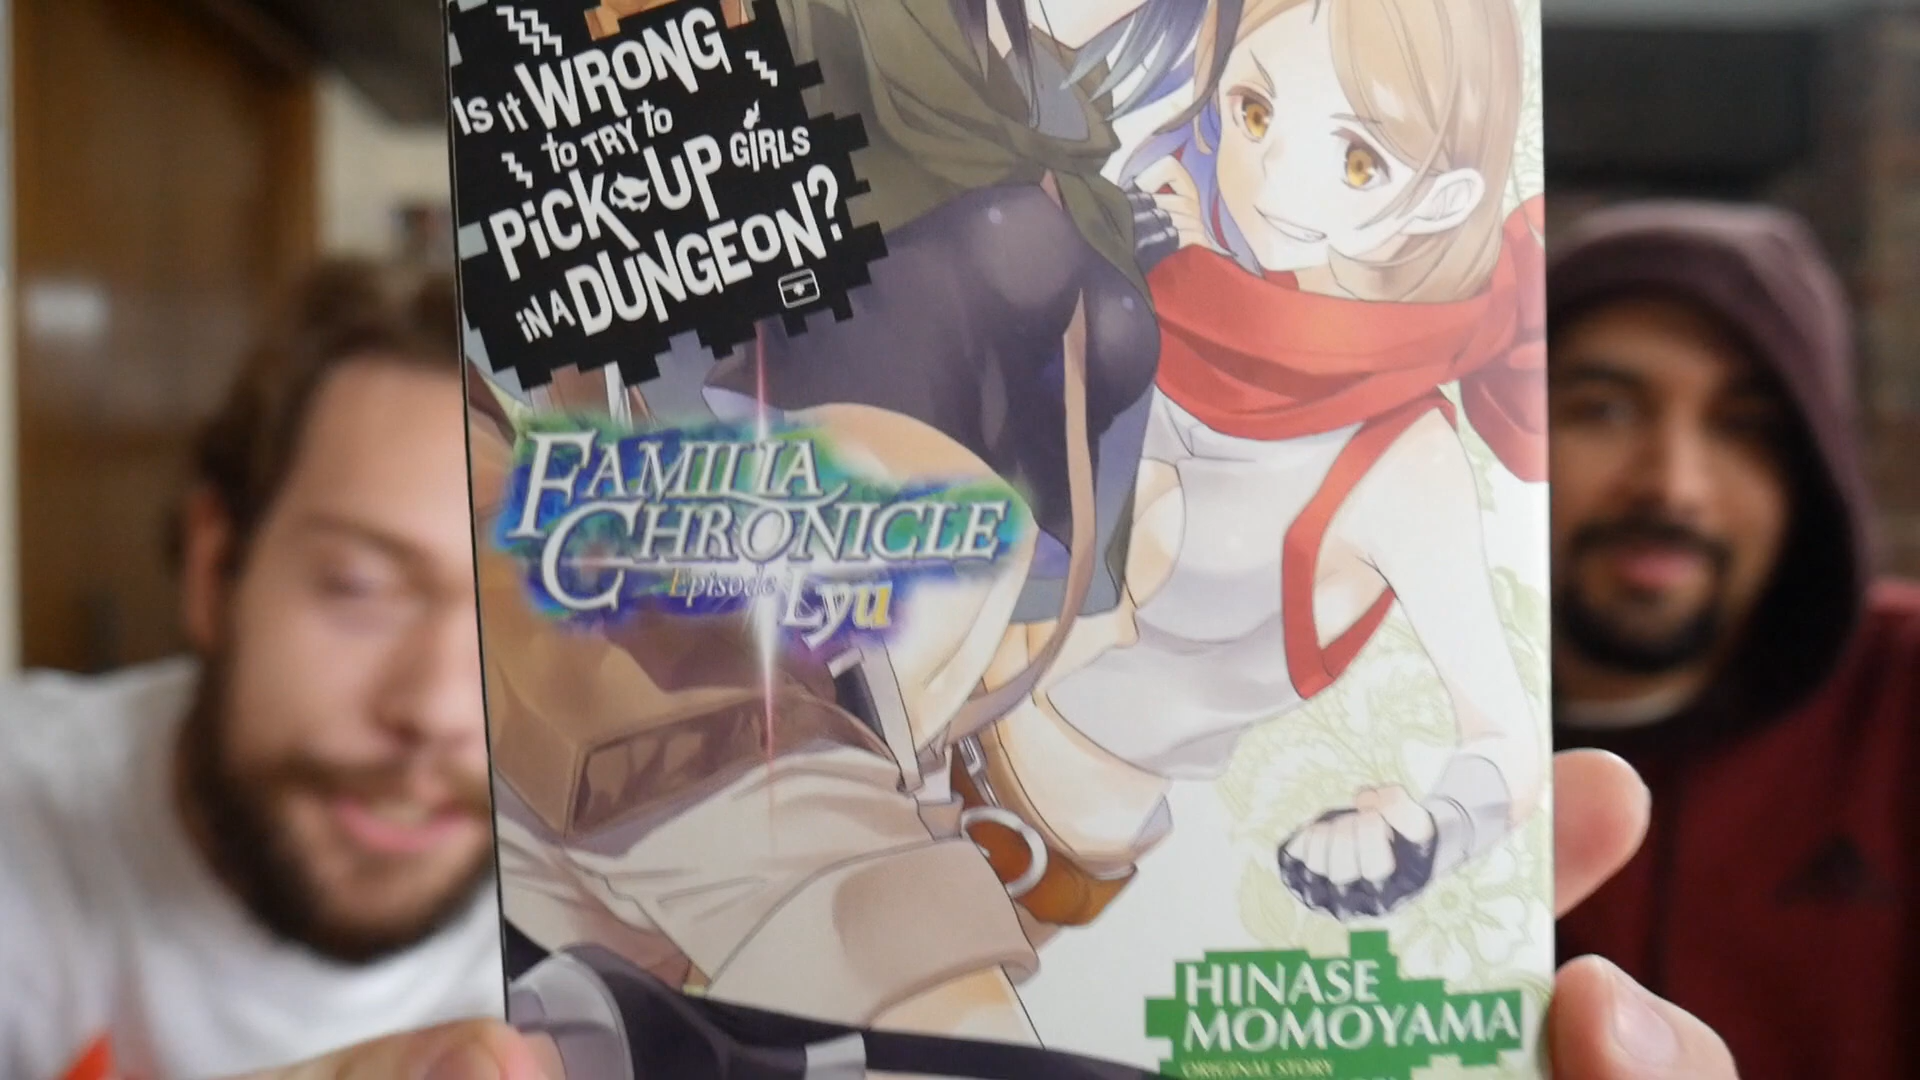 IS It WRONG
to TRY to
PiCK UP GiRLS
iN A DUNGEON?
FAMILIA
CHRONICLE
Episode Lyu
HINASE
MOMOYAMA
ORIGINAL STORY